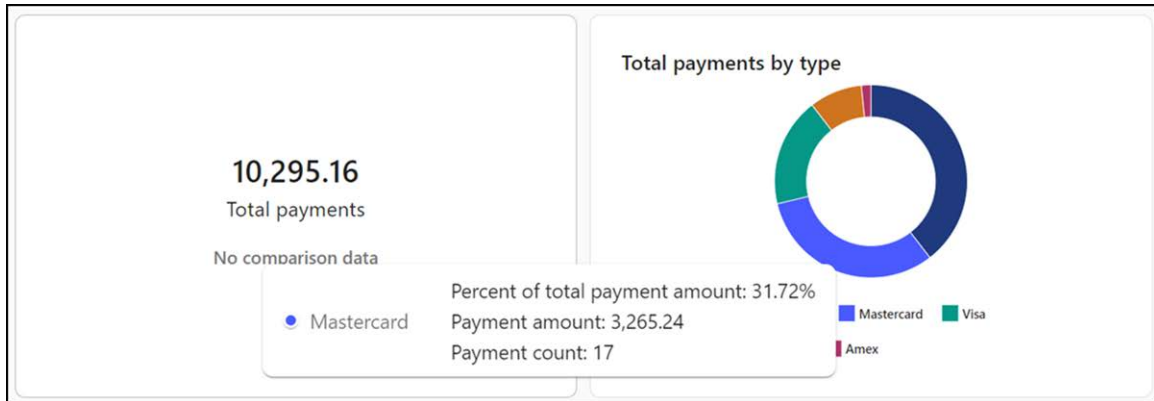 10,295.16
Total payments
No comparison data
Total payments by type
Mastercard
Percent of total payment amount: 31.72%
Payment amount: 3,265.24
Payment count: 17
Mastercard
Visa
Amex